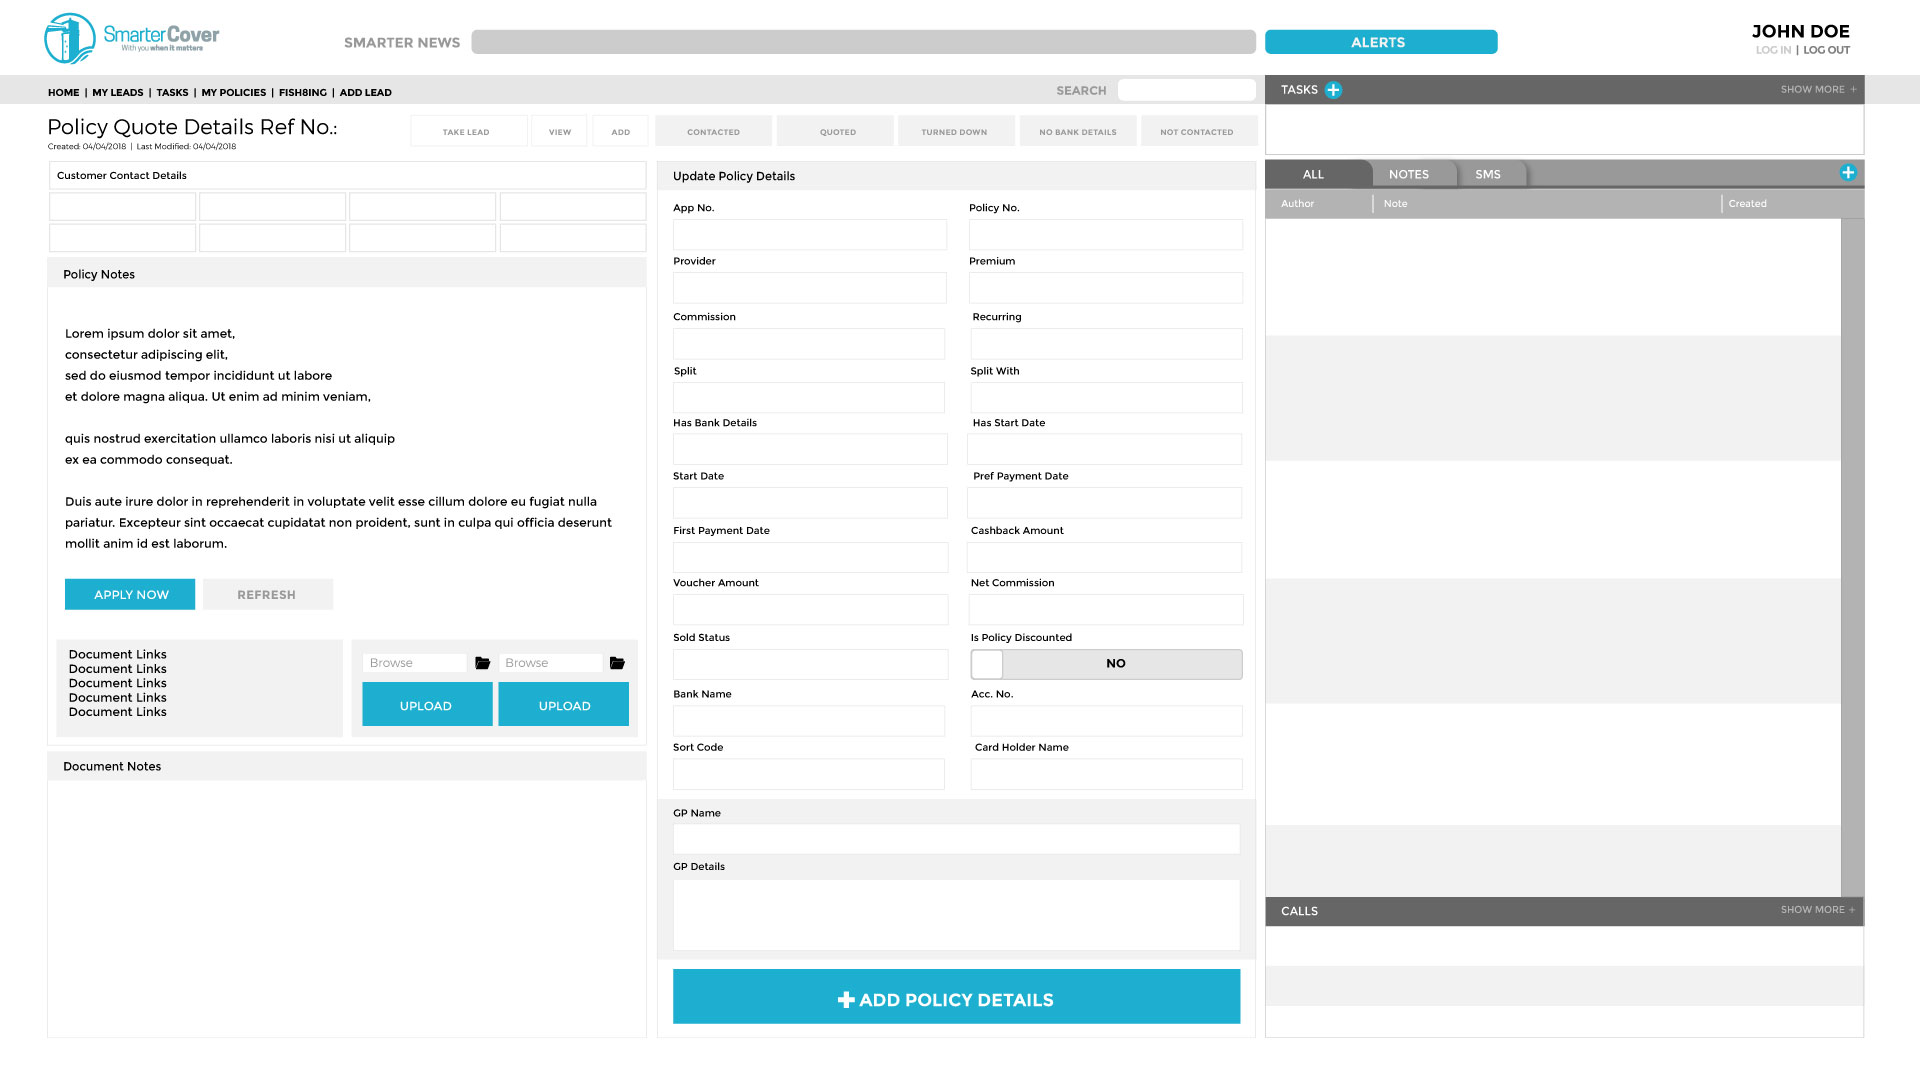 SmarterCover
With you when it matters
SMARTER NEWS
ALERTS
JOHN DOE
LOG IN | LOG OUT
HOME | MY LEADS | TASKS | MY POLICIES | FISH8ING | ADD LEAD
SEARCH
TASKS
SHOW MORE +
Policy Quote Details Ref No.:
Created: 04/04/2018 | Last Modified: 04/04/2018
TAKE LEAD
VIEW
ADD
CONTACTED
QUOTED
TURNED DOWN
NO BANK DETAILS
NOT CONTACTED
Customer Contact Details
Policy Notes
Lorem ipsum dolor sit amet,
consectetur adipiscing elit,
sed do eiusmod tempor incididunt ut labore
et dolore magna aliqua. Ut enim ad minim veniam,
quis nostrud exercitation ullamco laboris nisi ut aliquip
ex ea commodo consequat.
Duis aute irure dolor in reprehenderit in voluptate velit esse cillum dolore eu fugiat nulla
pariatur. Excepteur sint occaecat cupidatat non proident, sunt in culpa qui officia deserunt
mollit anim id est laborum.
APPLY NOW
REFRESH
Document Links
Document Links
Document Links
Document Links
Document Links
Browse
Browse
UPLOAD
UPLOAD
Document Notes
Update Policy Details
App No.
Policy No.
Provider
Premium
Commission
Recurring
Split
Split With
Has Bank Details
Has Start Date
Start Date
Pref Payment Date
First Payment Date
Cashback Amount
Voucher Amount
Net Commission
Sold Status
Is Policy Discounted
NO
Bank Name
Acc. No.
Sort Code
Card Holder Name
GP Name
GP Details
ADD POLICY DETAILS
ALL
NOTES
SMS
Author
Note
Created
CALLS
SHOW MORE +